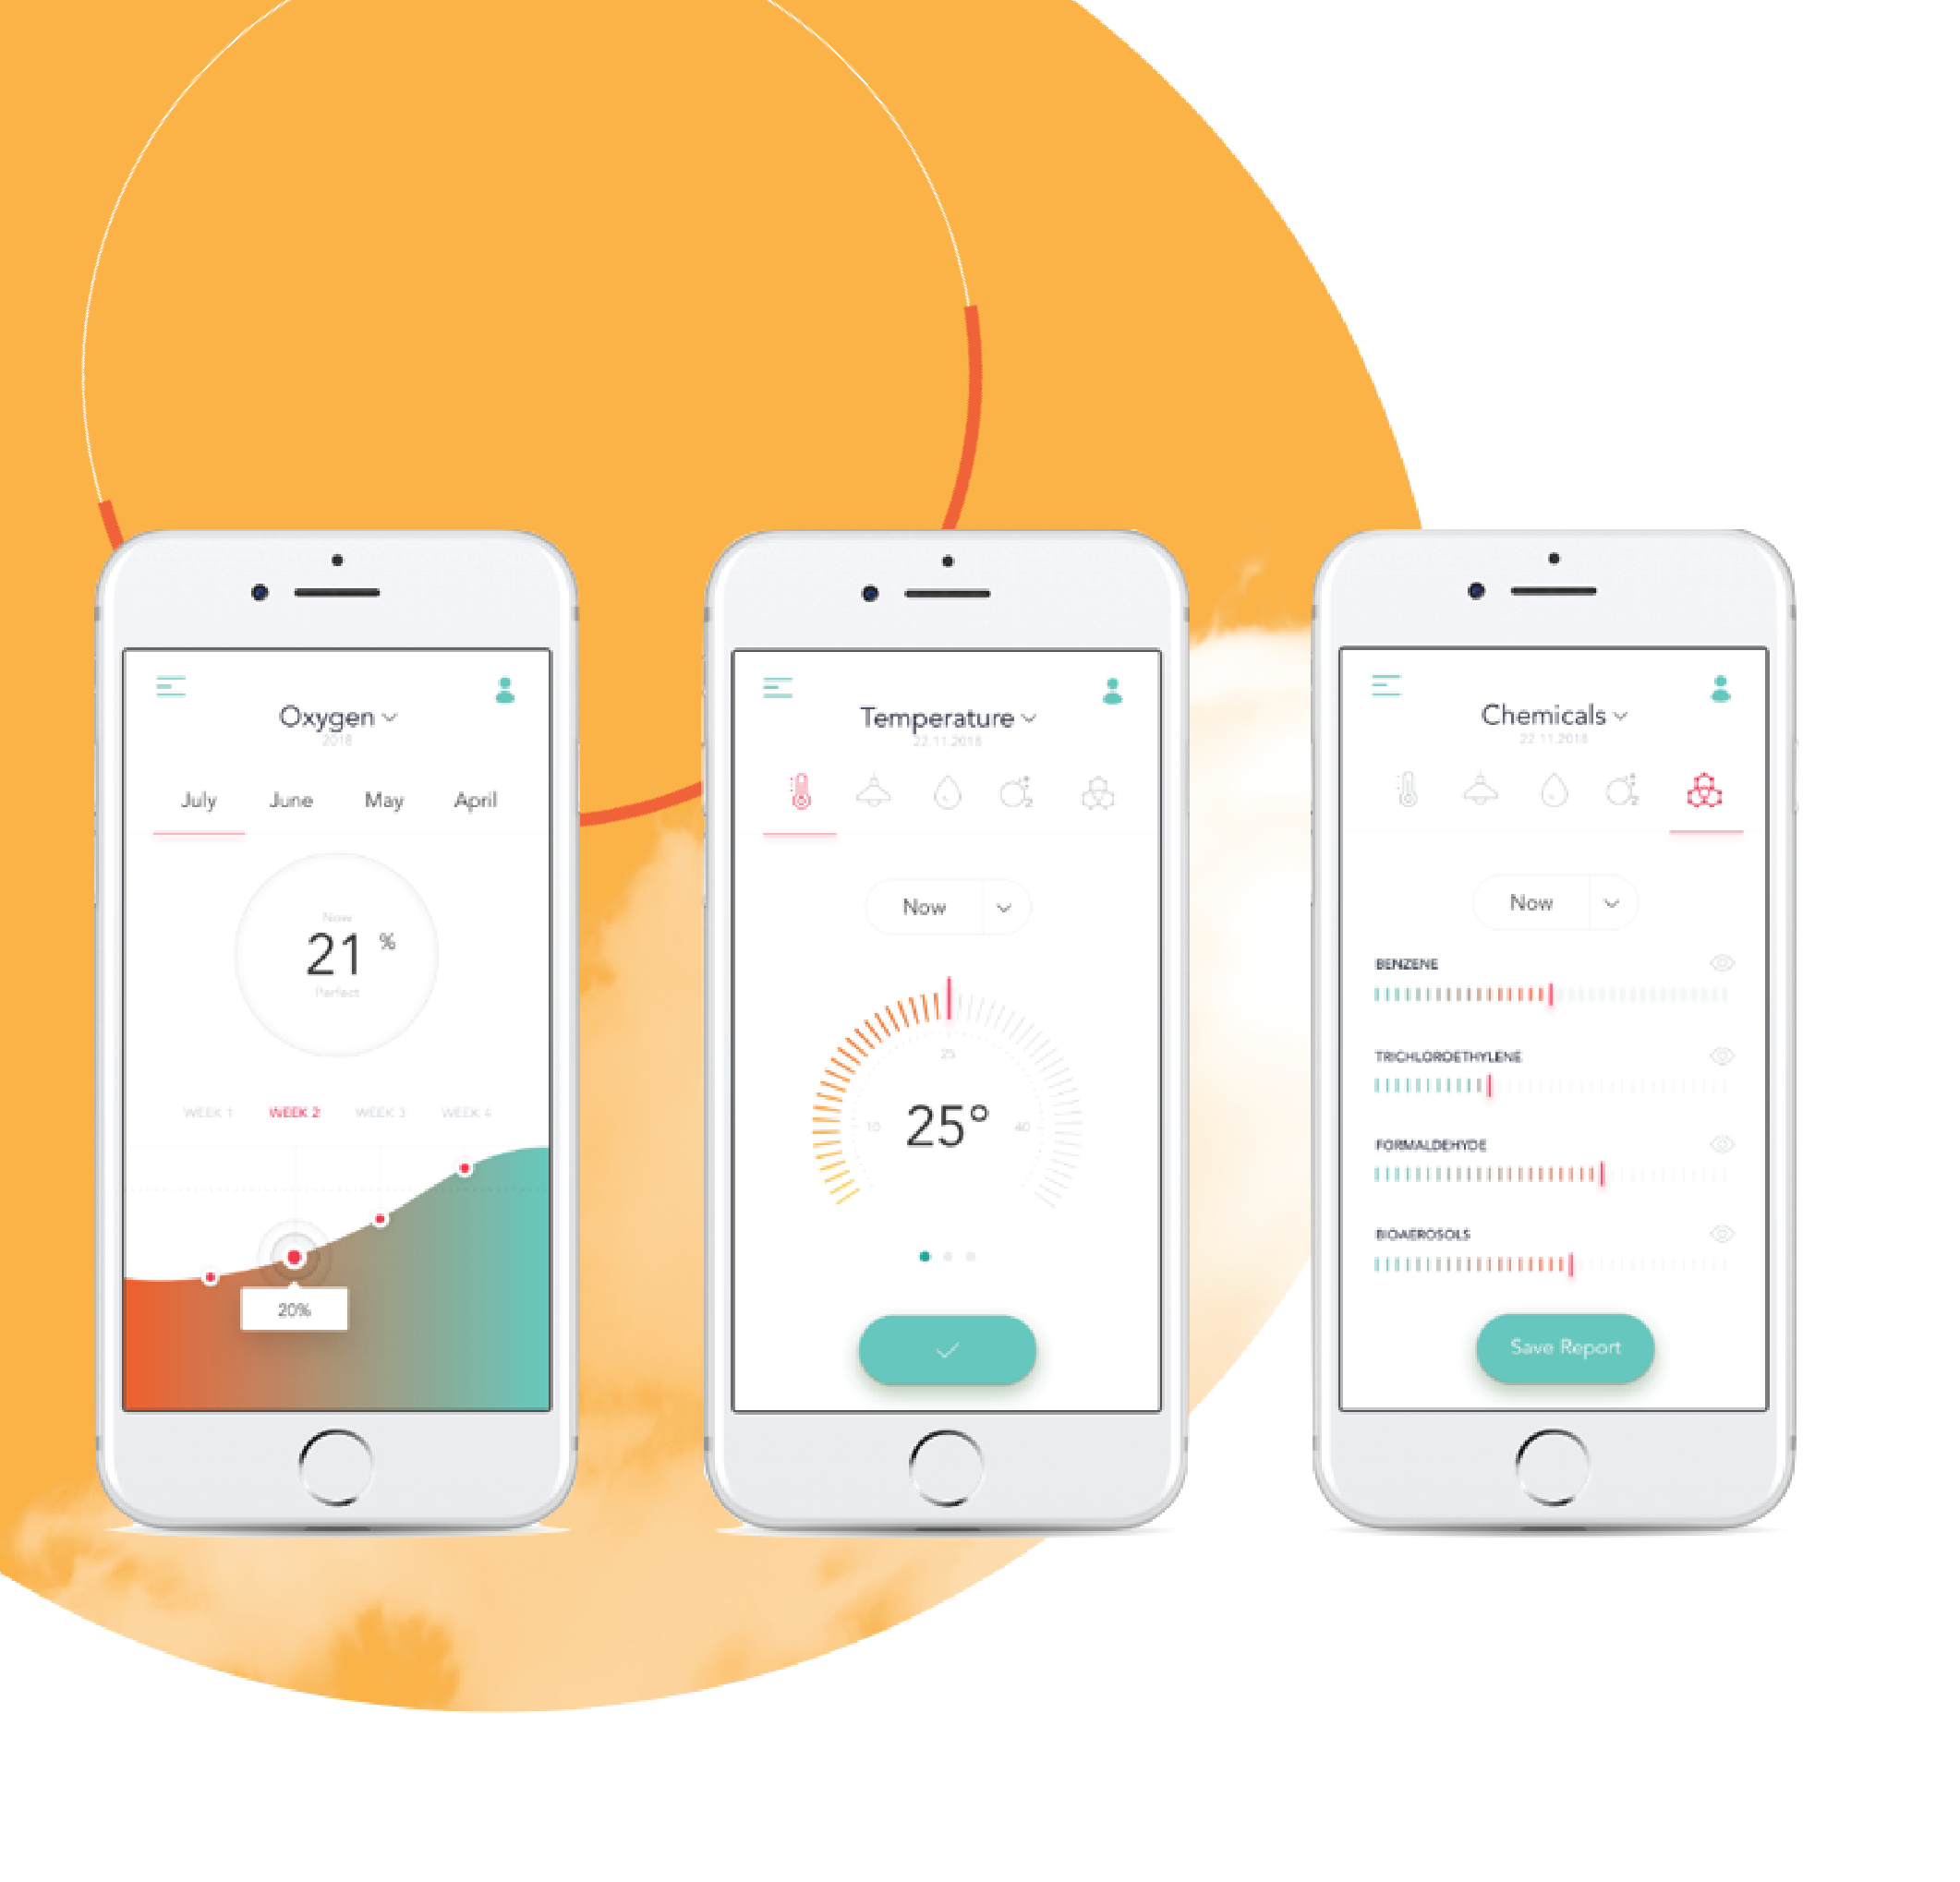 Oxygen
2018
July June May April
Now
21 %
Perfect
WEEK 1 WEEK 2 WEEK 3 WEEK 4
20%
Temperature
22.11.2018
2
Now
25
10 25° 40
Chemicals
22.11.2018
2
Now
BENZENE
TRICHLOROETHYLENE
FORMALDEHYDE
BIOAEROSOLS
Save Report